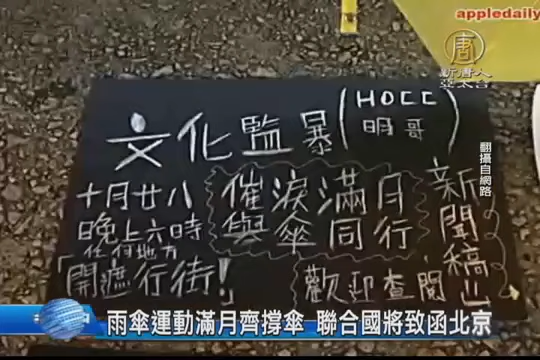 appledaily
新唐人
亞太台
翻攝自網路
文化監暴 (HOCC 明哥)
十月廿八
晚上六時
任何地方
「開遮行街!」
催淚滿月
與傘同行
新聞稿
歡迎查閱
雨傘運動滿月齊撐傘 聯合國將致函北京